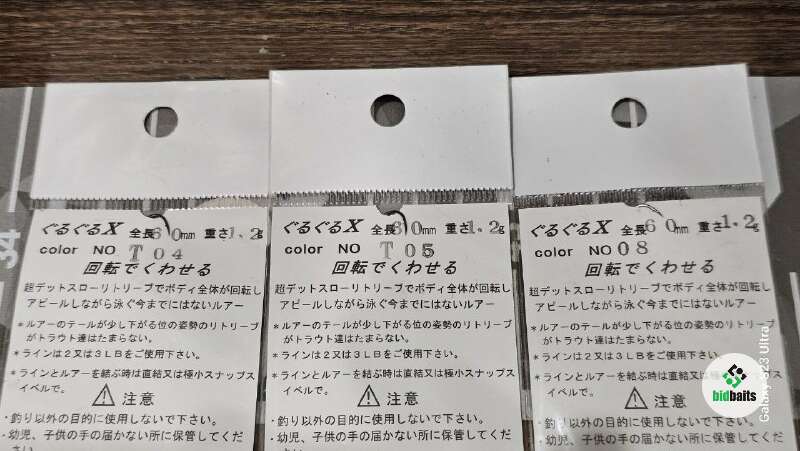 34
ぐるぐるX 全長60mm 重さ1.2g
color NO T04
回転でくわせる
超デットスローリトリーブでボディ全体が回転し
アピールしながら泳ぐ今までにはないルアー
*ルアーのテールが少し下がる位の姿勢のリトリーブ
がトラウト達はたまらない。
*ラインは2又は3LBをご使用下さい。
*ラインとルアーを結ぶ時は直結又は極小スナップス
イベルで。
⚠注意
・釣り以外の目的に使用しないで下さい。
・幼児、子供の手の届かない所に保管してくだ
ぐるぐるX 全長60mm 重さ1.2g
color NO T05
回転でくわせる
超デットスローリトリーブでボディ全体が回転し
アピールしながら泳ぐ今までにはないルアー
*ルアーのテールが少し下がる位の姿勢のリトリーブ
がトラウト達はたまらない。
*ラインは2又は3LBをご使用下さい。
*ラインとルアーを結ぶ時は直結又は極小スナップス
イベルで。
⚠注意
・釣り以外の目的に使用しないで下さい。
・幼児、子供の手の届かない所に保管してくだ
ぐるぐるX 全長60mm 重さ1.2g
color NO 08
回転でくわせる
超デットスローリトリーブでボディ全体が回転し
アピールしながら泳ぐ今までにはないルアー
*ルアーのテールが少し下がる位の姿勢のリトリーブ
がトラウト達はたまらない。
*ラインは2又は3LBをご使用下さい。
*ラインとルアーを結ぶ時は直結又は極
イベルで。
⚠注意
・釣り以外の目的に使用しないで下さい。
・幼児、子供の手の届かない所に保管してくだ
bidbaits
Galaxy S23 Ultra